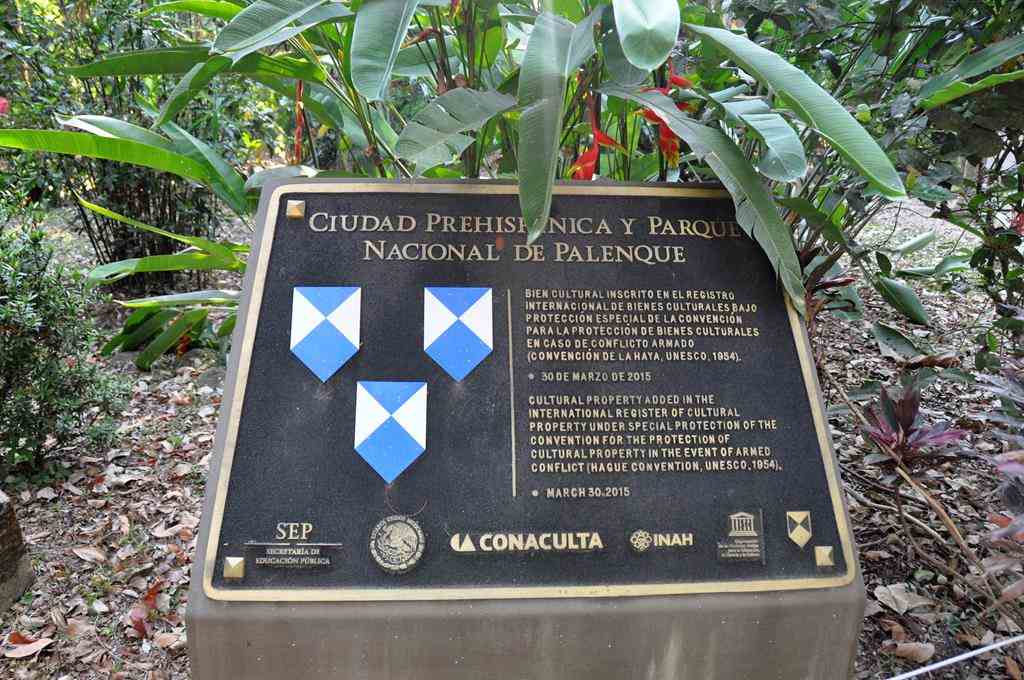 CIUDAD PREHISPÁNICA Y PARQUE
NACIONAL DE PALENQUE
BIEN CULTURAL INSCRITO EN EL REGISTRO
INTERNACIONAL DE BIENES CULTURALES BAJO
PROTECCIÓN ESPECIAL DE LA CONVENCIÓN
PARA LA PROTECCIÓN DE BIENES CULTURALES
EN CASO DE CONFLICTO ARMADO
(CONVENCIÓN DE LA HAYA, UNESCO, 1954).
• 30 DE MARZO DE 2015
CULTURAL PROPERTY ADDED IN THE
INTERNATIONAL REGISTER OF CULTURAL
PROPERTY UNDER SPECIAL PROTECTION OF THE
CONVENTION FOR THE PROTECTION OF
CULTURAL PROPERTY IN THE EVENT OF ARMED
CONFLICT (HAGUE CONVENTION, UNESCO, 1954).
• MARCH 30, 2015
SEP
SECRETARÍA DE
EDUCACIÓN PÚBLICA
CONACULTA
INAH